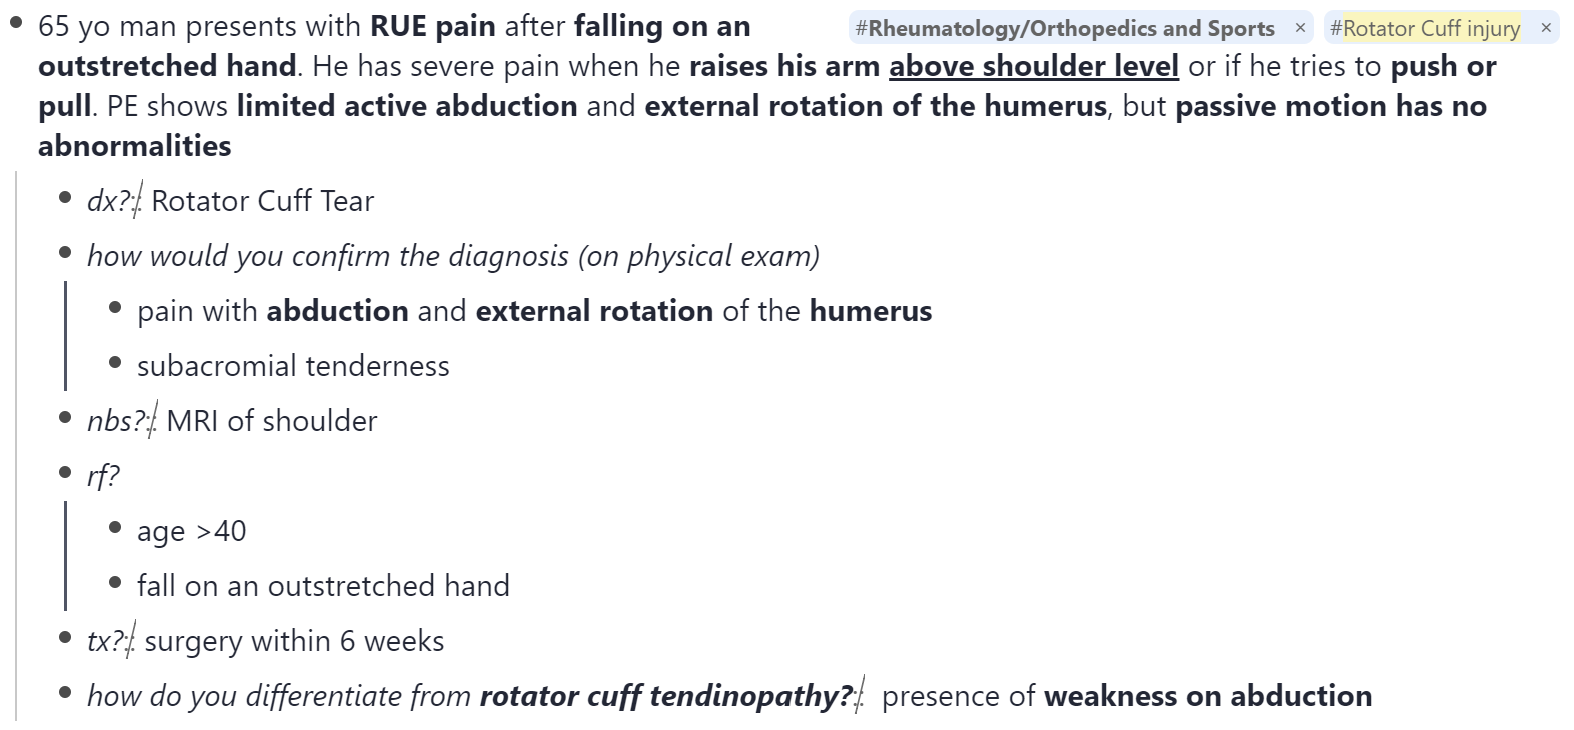 65 yo man presents with RUE pain after falling on an
#Rheumatology/Orthopedics and Sports × #Rotator Cuff injury ×
outstretched hand. He has severe pain when he raises his arm above shoulder level or if he tries to push or
pull. PE shows limited active abduction and external rotation of the humerus, but passive motion has no
abnormalities
dx?:: Rotator Cuff Tear
how would you confirm the diagnosis (on physical exam)
pain with abduction and external rotation of the humerus
subacromial tenderness
nbs?:: MRI of shoulder
rf?
age >40
fall on an outstretched hand
tx?:: surgery within 6 weeks
how do you differentiate from rotator cuff tendinopathy?:: presence of weakness on abduction